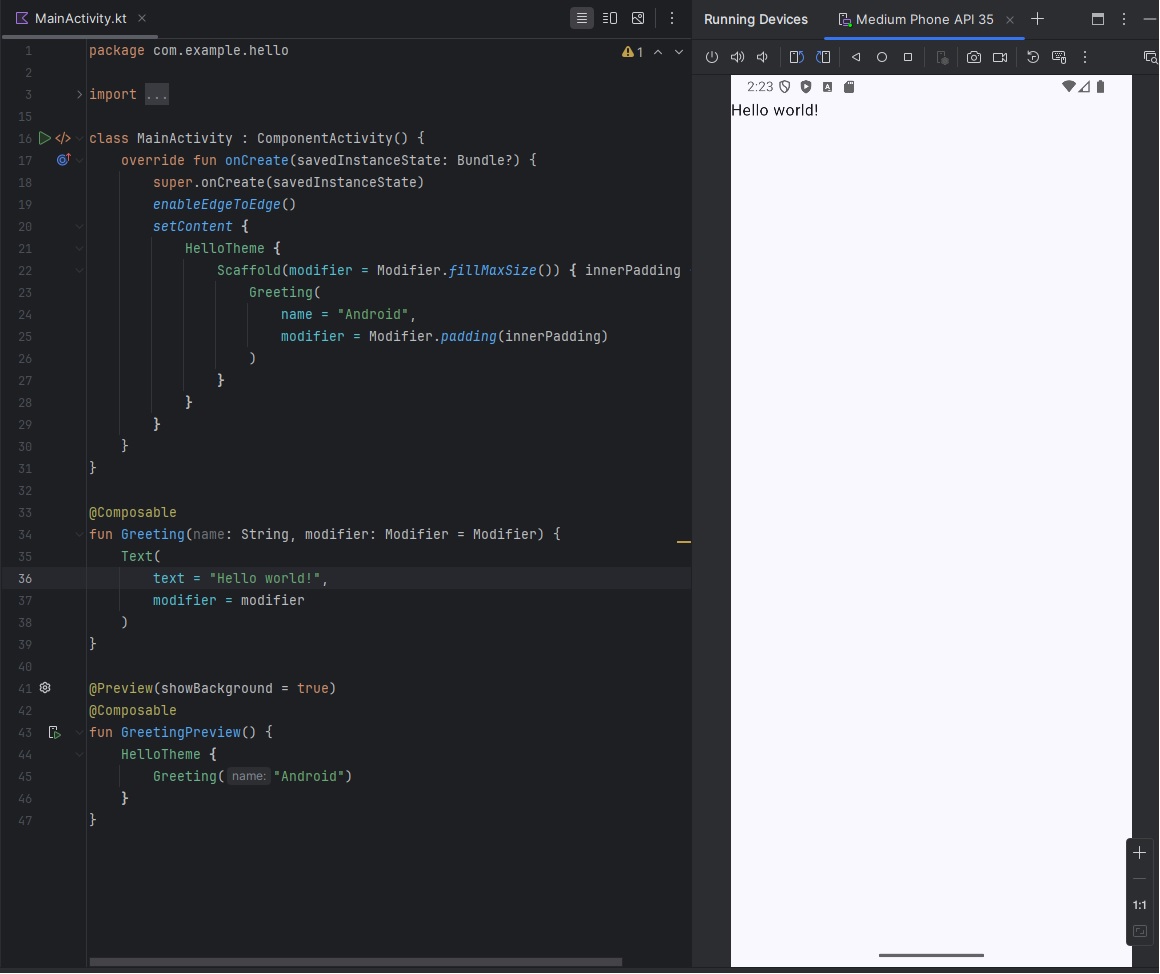 MainActivity.kt
Running Devices
Medium Phone API 35
1 package com.example.hello
1
2
3 import ...
15
16 class MainActivity : ComponentActivity() {
17 override fun onCreate(savedInstanceState: Bundle?) {
18 super.onCreate(savedInstanceState)
19 enableEdgeToEdge()
20 setContent {
21 HelloTheme {
22 Scaffold(modifier = Modifier.fillMaxSize()) { innerPadding
23 Greeting(
24 name = "Android",
25 modifier = Modifier.padding(innerPadding)
26 )
27 }
28 }
29 }
30 }
31 }
32
33 @Composable
34 fun Greeting(name: String, modifier: Modifier = Modifier) {
35 Text(
36 text = "Hello world!",
37 modifier = modifier
38 )
39 }
40
41 @Preview(showBackground = true)
42 @Composable
43 fun GreetingPreview() {
44 HelloTheme {
45 Greeting( name: "Android")
46 }
47 }
2:23
A
Hello world!
1:1